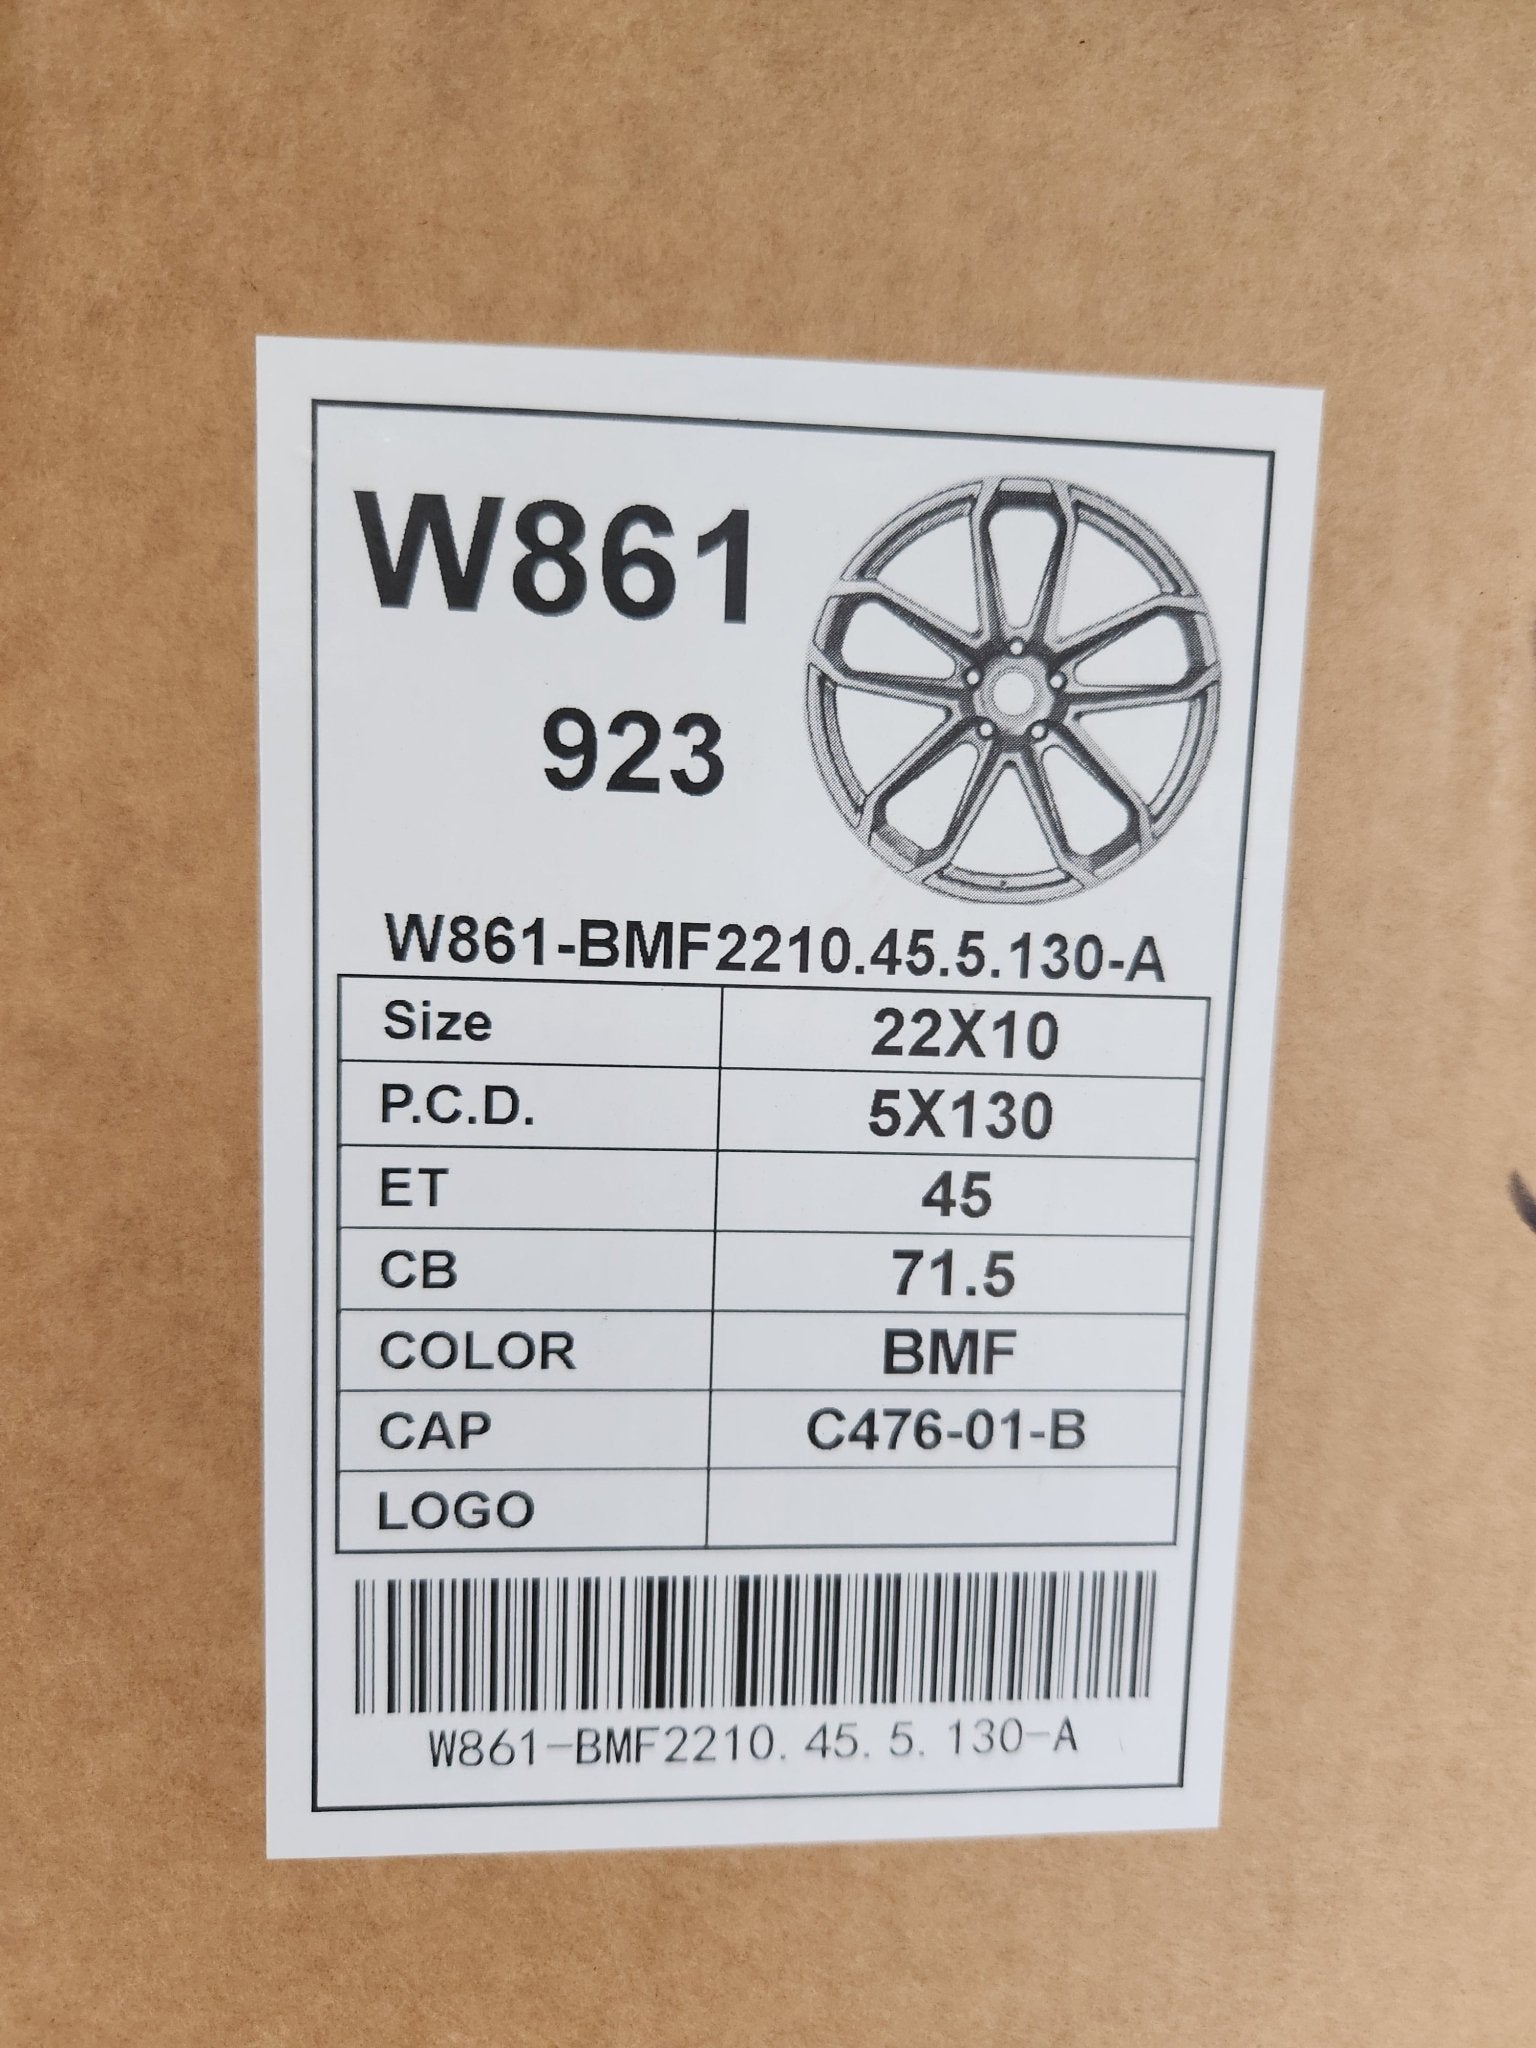 W861
923
W861-BMF2210.45.5.130-A
Size 22X10
P.C.D. 5X130
ET 45
CB 71.5
COLOR BMF
CAP C476-01-B
LOGO
W861-BMF2210.45.5.130-A